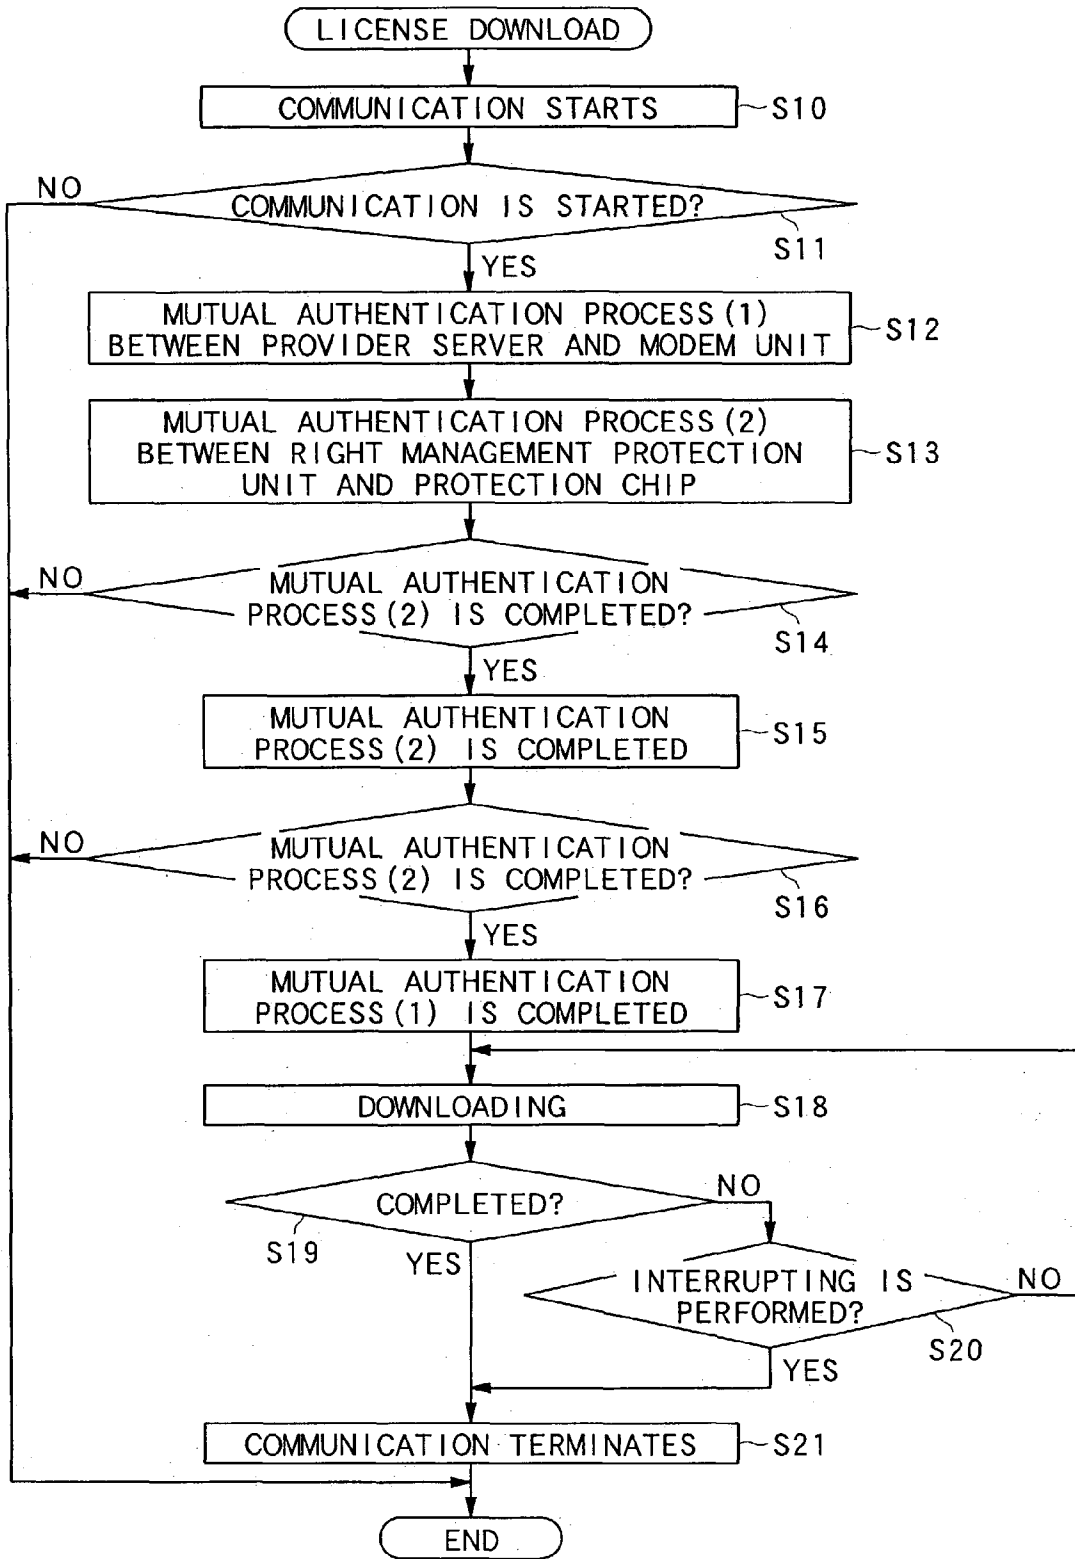 LICENSE DOWNLOAD
COMMUNICATION STARTS
S10
NO
COMMUNICATION IS STARTED?
S11
YES
MUTUAL AUTHENTICATION PROCESS(1)
BETWEEN PROVIDER SERVER AND MODEM UNIT
S12
MUTUAL AUTHENTICATION PROCESS(2)
BETWEEN RIGHT MANAGEMENT PROTECTION
UNIT AND PROTECTION CHIP
S13
NO
MUTUAL AUTHENTICATION
PROCESS(2) IS COMPLETED?
S14
YES
MUTUAL AUTHENTICATION
PROCESS(2) IS COMPLETED
S15
NO
MUTUAL AUTHENTICATION
PROCESS(2) IS COMPLETED?
S16
YES
MUTUAL AUTHENTICATION
PROCESS(1) IS COMPLETED
S17
DOWNLOADING
S18
COMPLETED?
NO
S19
YES
INTERRUPTING IS
PERFORMED?
NO
S20
YES
COMMUNICATION TERMINATES
S21
END